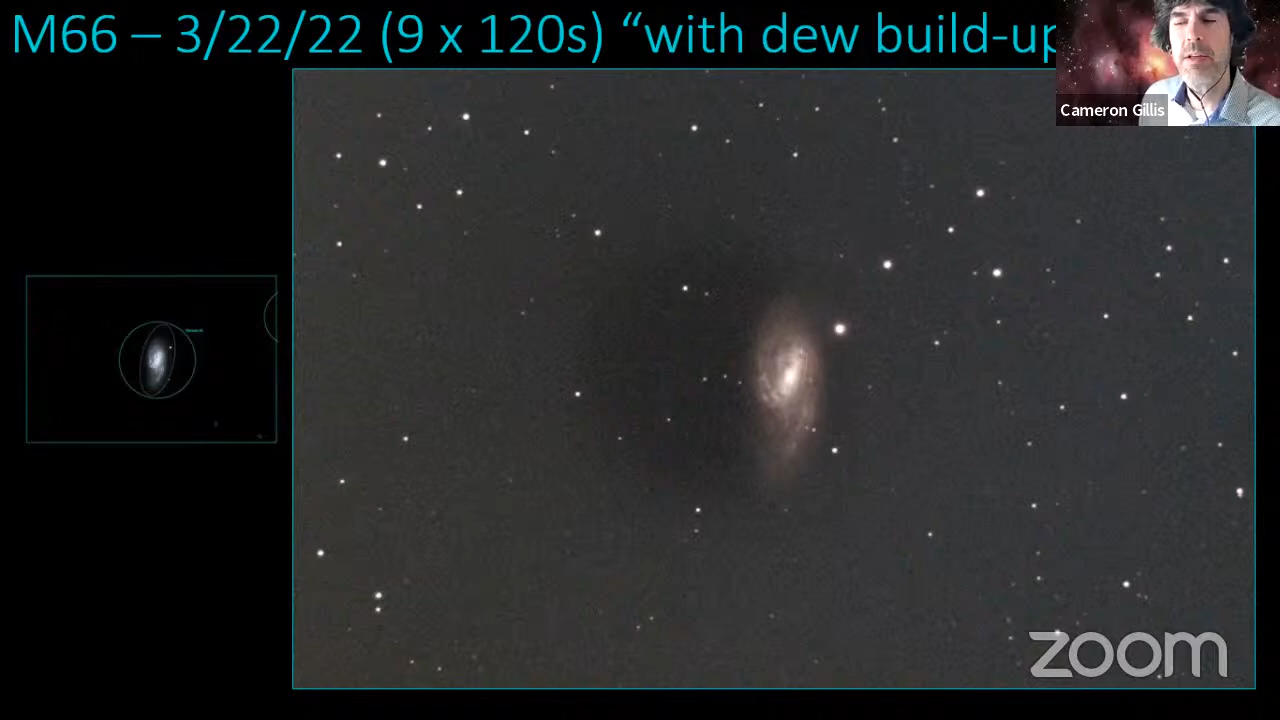 M66 – 3/22/22 (9 x 120s) “with dew build-up
Cameron Gillis
zoom